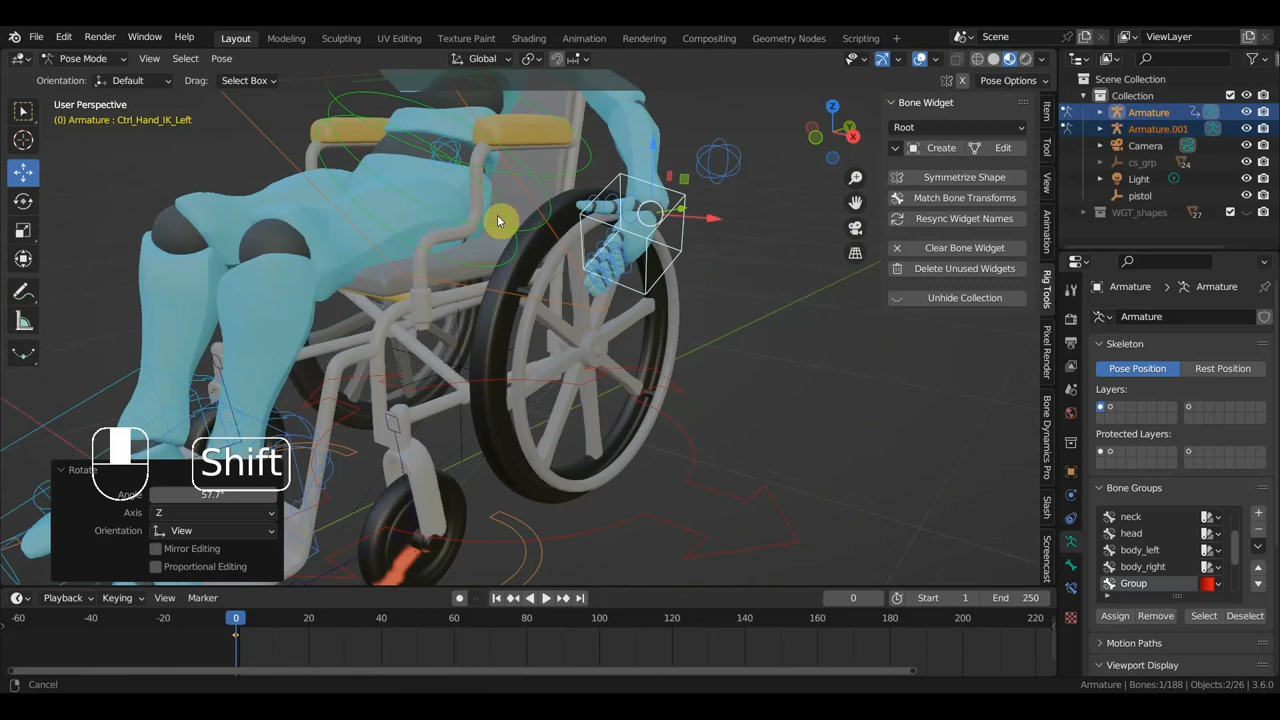 File Edit Render Window Help Layout Modeling Sculpting UV Editing Texture Paint Shading Animation Rendering Compositing Geometry Nodes Scripting + Scene ViewLayer
Pose Mode View Select Pose Global
Orientation: Default Drag: Select Box X Pose Options
User Perspective
(0) Armature : Ctrl_Hand_IK_Left
Bone Widget
Root
Create Edit
Symmetrize Shape
Match Bone Transforms
Resync Widget Names
Clear Bone Widget
Delete Unused Widgets
Unhide Collection
Item
Tool
View
Animation
Rig Tools
Pixel Render
Bone Dynamics Pro
Slash
Screencast
Z
Y
X
Scene Collection
Collection
Armature
Armature.001
Camera
cs_grp 24
Light
pistol
WGT_shapes 27
Armature Armature
Armature
Skeleton
Pose Position Rest Position
Layers:
Protected Layers:
Bone Groups
neck
head
body_left
body_right
Group
Assign Remove Select Deselect
Motion Paths
Viewport Display
Shift
Rotate
Angle 57.7°
Axis Z
Orientation View
Mirror Editing
Proportional Editing
Playback Keying View Marker 0 Start 1 End 250
-60 -40 -20 0 20 40 60 80 100 120 140 160 180 200 220
Cancel Armature | Bones:1/188 | Objects:2/26 | 3.6.0